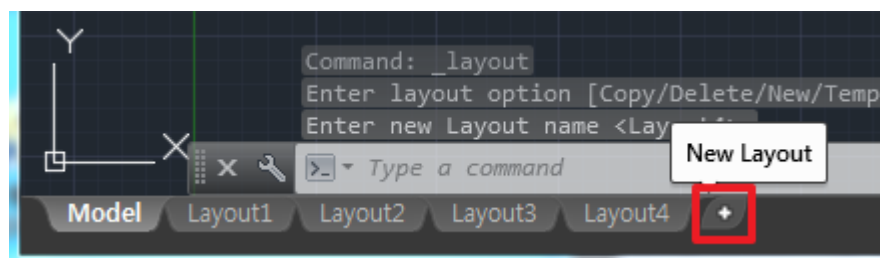 Y
Command: _layout
Enter layout option [Copy/Delete/New/Temp
Enter new Layout name <Lay
New Layout
X
Type a command
Model Layout1 Layout2 Layout3 Layout4 +